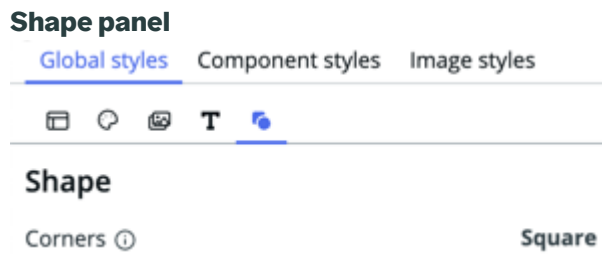 Shape panel
Global styles Component styles Image styles
Shape
Corners Square